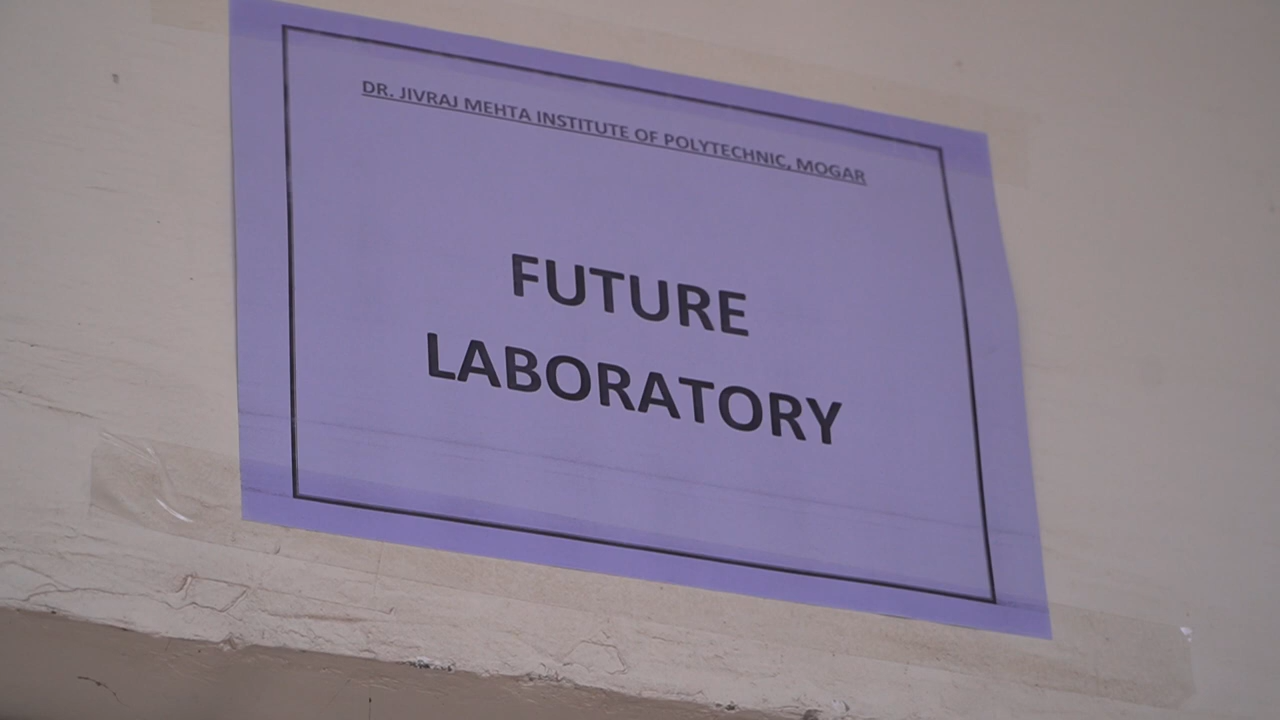 DR. JIVRAJ MEHTA INSTITUTE OF POLYTECHNIC, MOGAR
FUTURE
LABORATORY